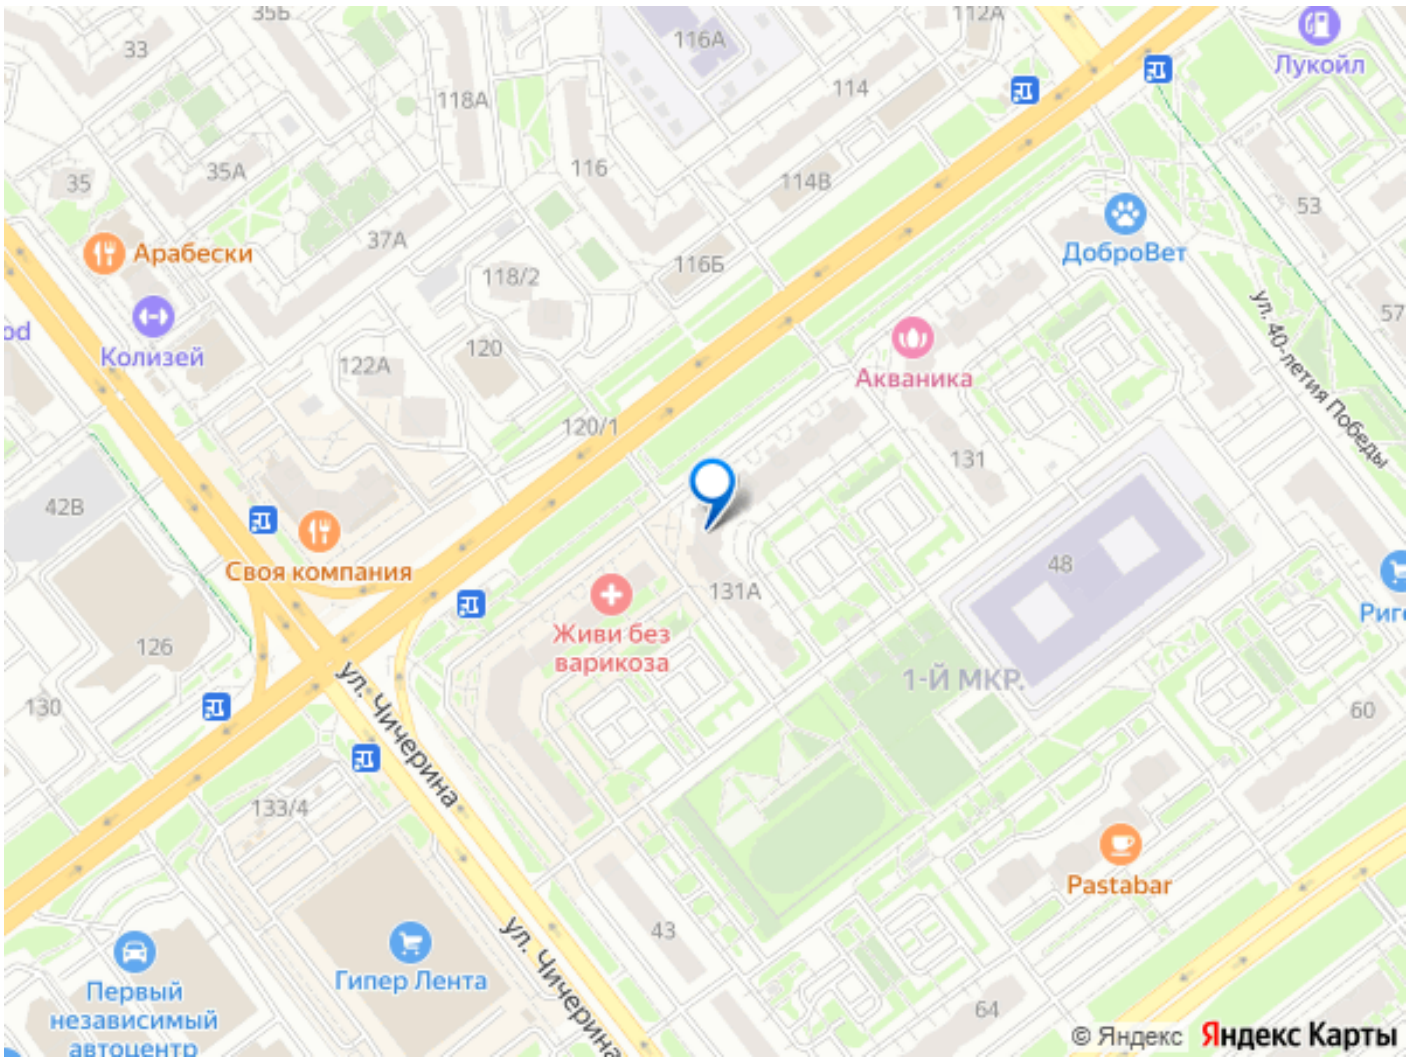 35Б
112А
33
116А
Лукойл
118А
114
116
35
35А
114В
53
Арабески
37А
ДоброВет
118/2
116Б
od
Колизей
57
ул. 40-летия Победы
122А
120
Акваника
120/1
131
42В
Своя компания
48
131А
Живи без
варикоза
Риг
126
1-Й МКР.
130
ул. Чичерина
60
133/4
Pastabar
43
ул. Чичерина
Гипер Лента
Первый
независимый
автоцентр
64
© Яндекс Яндекс Карты